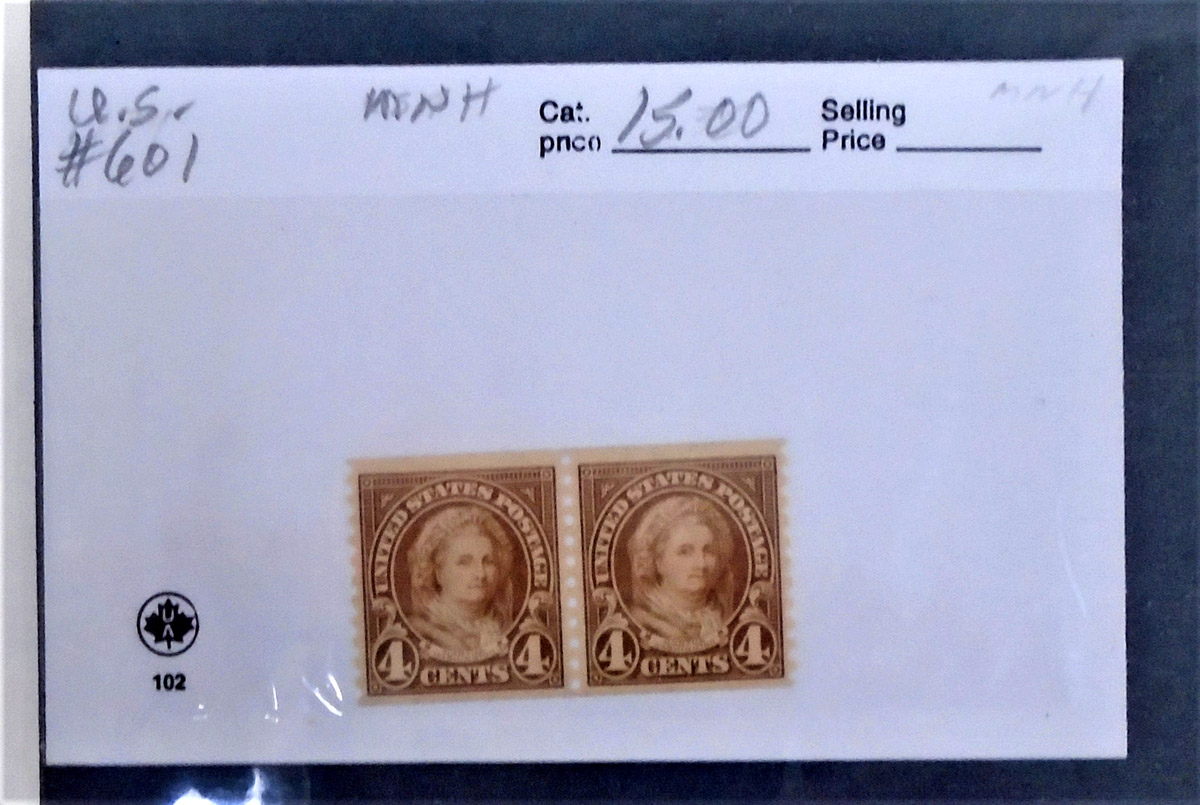 U.S.
#601
MNH
Cat. price 15.00
Selling Price
MNH
UNITED STATES POSTAGE
4 CENTS 4
UNITED STATES POSTAGE
4 CENTS 4
UA
102